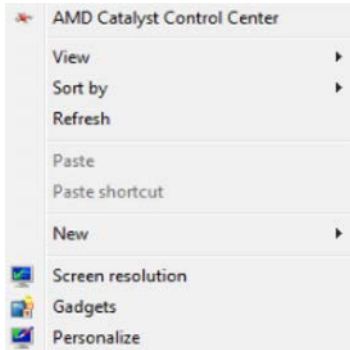 AMD Catalyst Control Center
View
Sort by
Refresh
Paste
Paste shortcut
New
Screen resolution
Gadgets
Personalize